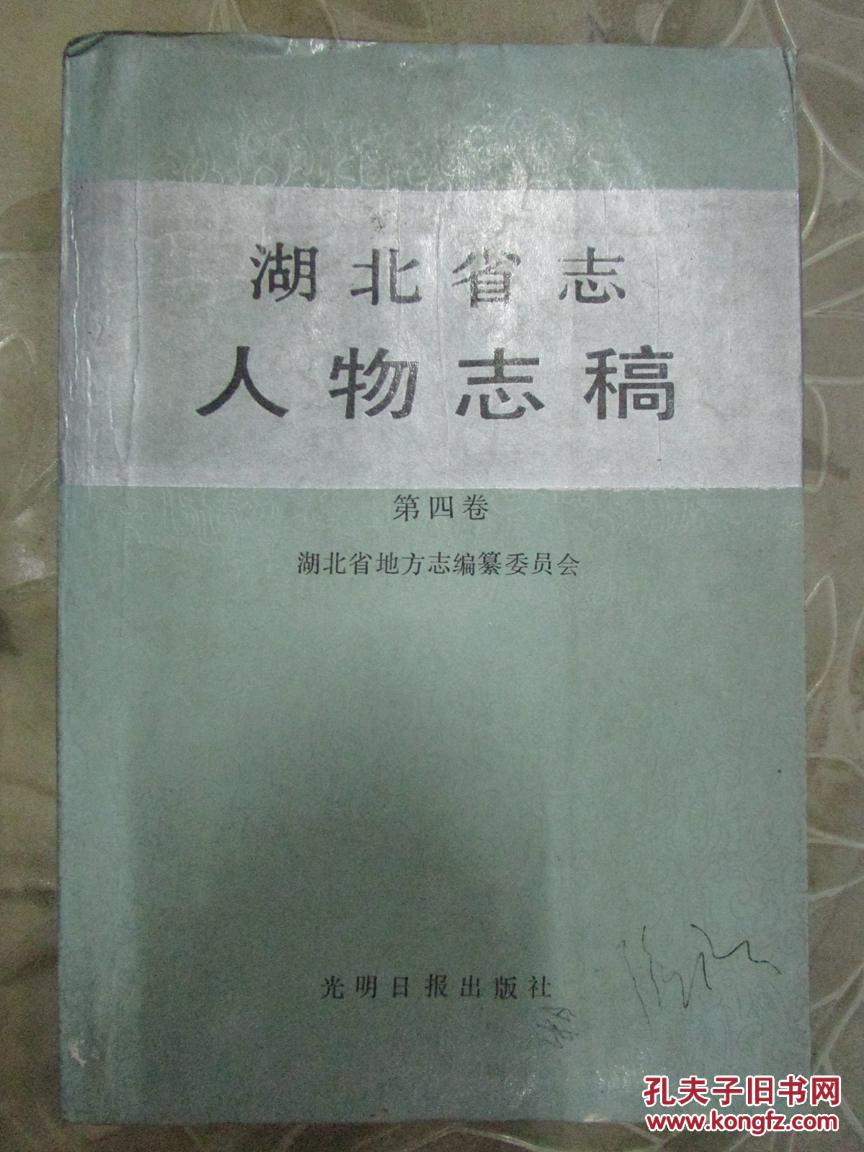 湖北省志
人物志稿
第四卷
湖北省地方志编纂委员会
光明日报出版社
孔夫子旧书网
www.kongfz.com